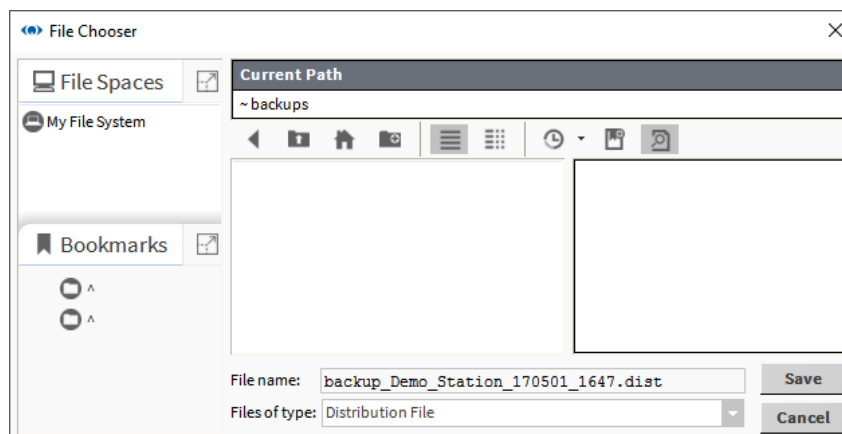 File Chooser
File Spaces
My File System
Bookmarks
^
^
Current Path
~backups
File name: backup_Demo_Station_170501_1647.dist
Save
Files of type: Distribution File
Cancel